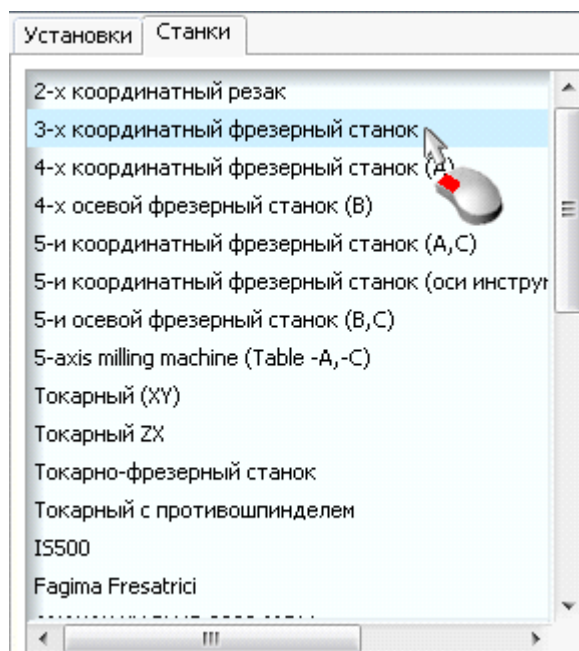 Установки Станки
2-х координатный резак
3-х координатный фрезерный станок
4-х координатный фрезерный станок (A)
4-х осевой фрезерный станок (B)
5-и координатный фрезерный станок (A,C)
5-и координатный фрезерный станок (оси
5-и осевой фрезерный станок (B,C)
5-axis milling machine (Table -A,-C)
Токарный (XY)
Токарный ZX
Токарно-фрезерный станок
Токарный с противошпинделем
IS500
Fagima Fresatrici